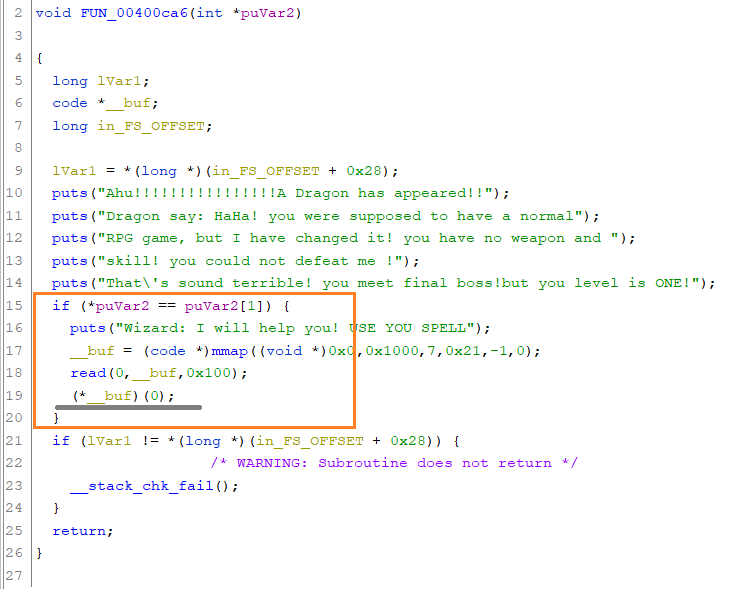 2 void FUN_00400ca6(int *puVar2)
3
4 {
5 long lVar1;
6 code *__buf;
7 long in_FS_OFFSET;
8
9 lVar1 = *(long *)(in_FS_OFFSET + 0x28);
10 puts("Ahu!!!!!!!!!!!!!!!!A Dragon has appeared!!");
11 puts("Dragon say: HaHa! you were supposed to have a normal");
12 puts("RPG game, but I have changed it! you have no weapon and ");
13 puts("skill! you could not defeat me !");
14 puts("That\'s sound terrible! you meet final boss!but you level is ONE!");
15 if (*puVar2 == puVar2[1]) {
16 puts("Wizard: I will help you! USE YOU SPELL");
17 __buf = (code *)mmap((void *)0x0,0x1000,7,0x21,-1,0);
18 read(0,__buf,0x100);
19 (*__buf)(0);
20 }
21 if (lVar1 != *(long *)(in_FS_OFFSET + 0x28)) {
22 /* WARNING: Subroutine does not return */
23 __stack_chk_fail();
24 }
25 return;
26 }
27